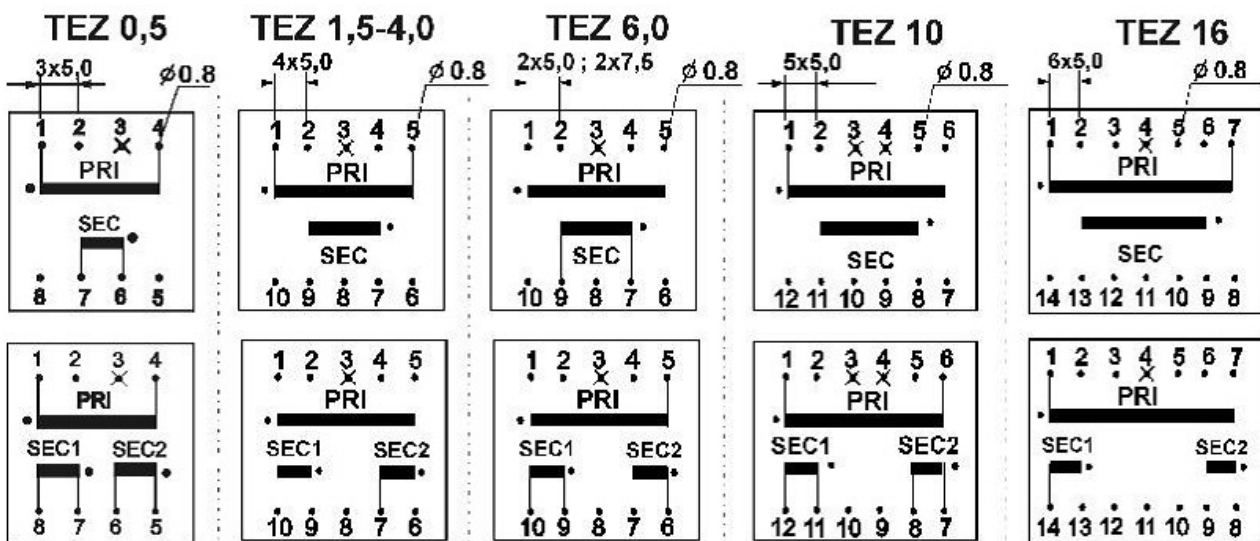 TEZ 0,5 TEZ 1,5-4,0 TEZ 6,0 TEZ 10 TEZ 16
3x5,0 4x5,0 2x5,0 ; 2x7,5 5x5,0 6x5,0
Ø 0.8 Ø 0.8 Ø 0.8 Ø 0.8
1 2 3 4 1 2 3 4 5 1 2 3 4 5 1 2 3 4 5 6 1 2 3 4 5 6 7
PRI PRI PRI PRI PRI
SEC SEC SEC SEC SEC
8 7 6 5 10 9 8 7 6 10 9 8 7 6 12 11 10 9 8 7 14 13 12 11 10 9 8
1 2 3 4 1 2 3 4 5 1 2 3 4 5 1 2 3 4 5 6 1 2 3 4 5 6 7
PRI PRI PRI PRI PRI
SEC1 SEC2 SEC1 SEC2 SEC1 SEC2 SEC1 SEC2 SEC1 SEC2
8 7 6 5 10 9 8 7 6 10 9 8 7 6 12 11 10 9 8 7 14 13 12 11 10 9 8